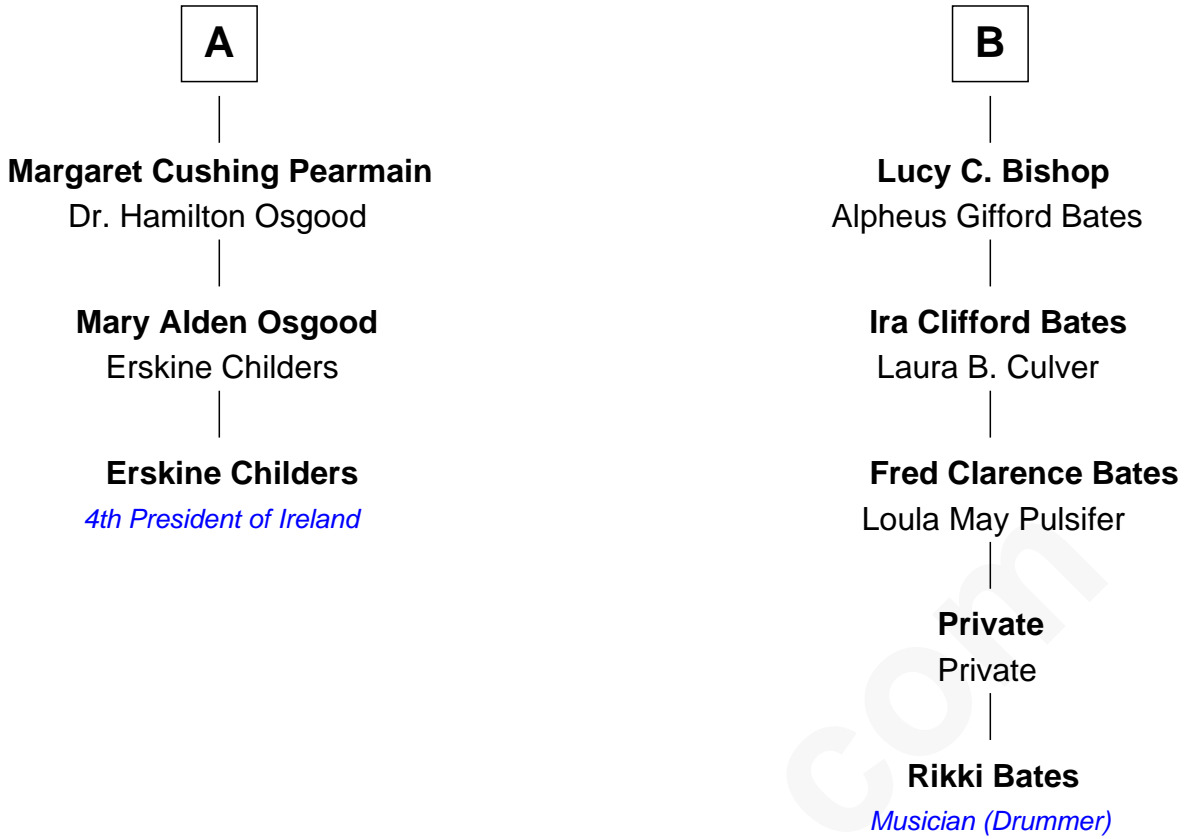 A
Margaret Cushing Pearmain
Dr. Hamilton Osgood
Mary Alden Osgood
Erskine Childers
Erskine Childers
4th President of Ireland
B
Lucy C. Bishop
Alpheus Gifford Bates
Ira Clifford Bates
Laura B. Culver
Fred Clarence Bates
Loula May Pulsifer
Private
Private
Rikki Bates
Musician (Drummer)
com